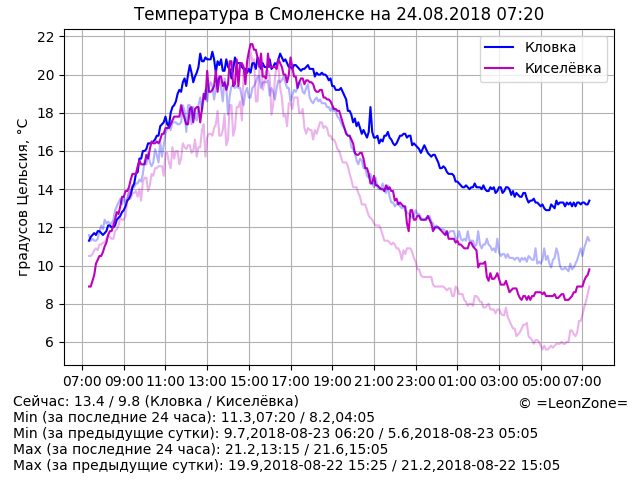 Температура в Смоленске на 24.08.2018 07:20
Кловка
Киселёвка
градусов Цельсия, °C
22
20
18
16
14
12
10
8
6
07:00 09:00 11:00 13:00 15:00 17:00 19:00 21:00 23:00 01:00 03:00 05:00 07:00
Сейчас: 13.4 / 9.8 (Кловка / Киселёвка)
© =LeonZone=
Min (за последние 24 часа): 11.3,07:20 / 8.2,04:05
Min (за предыдущие сутки): 9.7,2018-08-23 06:20 / 5.6,2018-08-23 05:05
Max (за последние 24 часа): 21.2,13:15 / 21.6,15:05
Max (за предыдущие сутки): 19.9,2018-08-22 15:25 / 21.2,2018-08-22 15:05